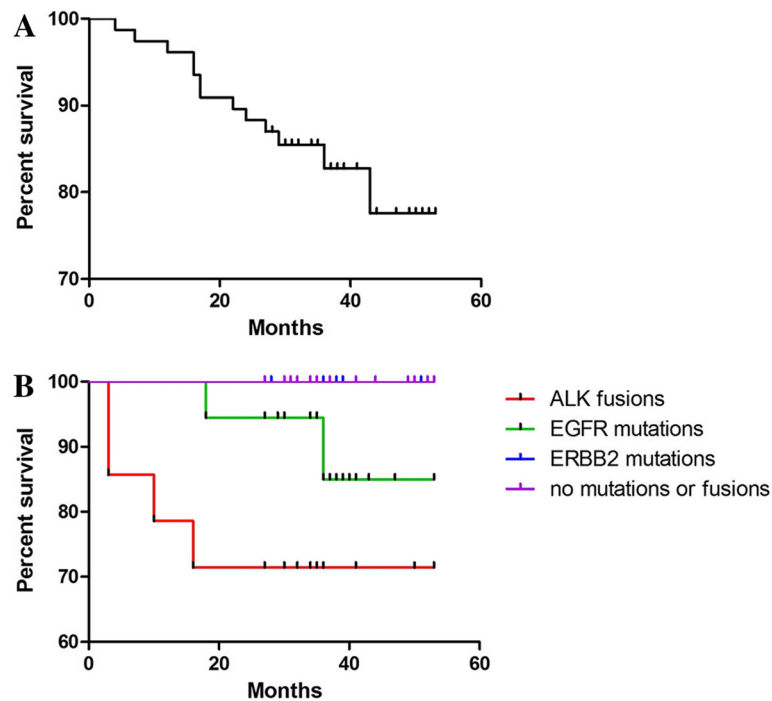 A
Percent survival
100
90
80
70
0
20
40
60
Months
B
Percent survival
100
90
80
70
60
0
20
40
60
Months
ALK fusions
EGFR mutations
ERBB2 mutations
no mutations or fusions